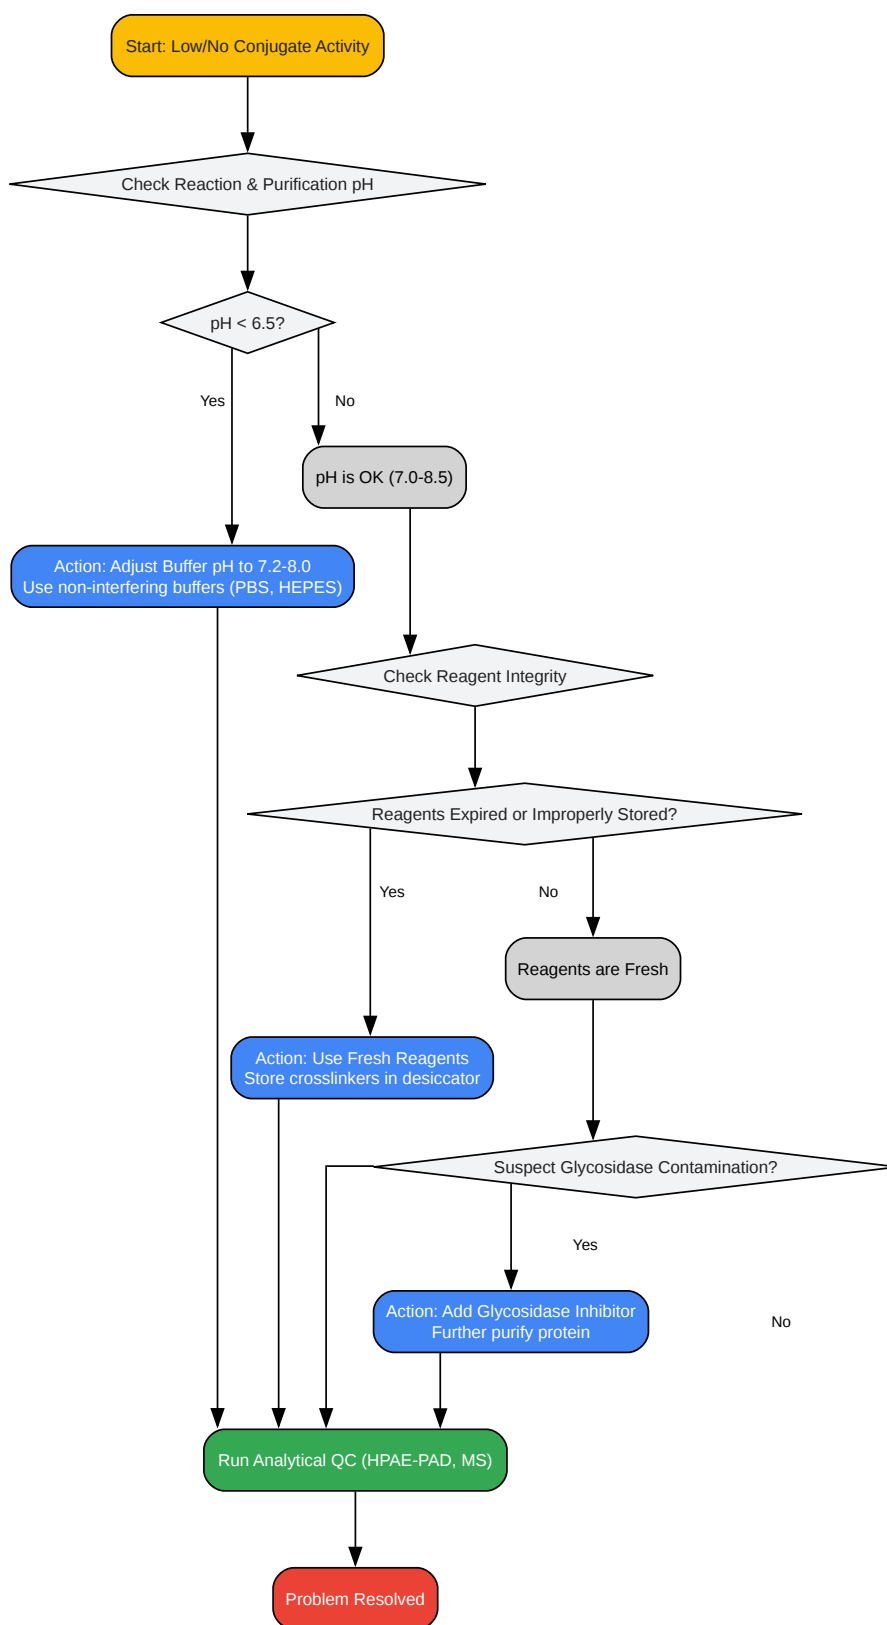 Start: Low/No Conjugate Activity
Check Reaction & Purification pH
pH < 6.5?
Yes
No
pH is OK (7.0-8.5)
Action: Adjust Buffer pH to 7.2-8.0
Use non-interfering buffers (PBS, HEPES)
Check Reagent Integrity
Reagents Expired or Improperly Stored?
Yes
No
Reagents are Fresh
Action: Use Fresh Reagents
Store crosslinkers in desiccator
Suspect Glycosidase Contamination?
Yes
Action: Add Glycosidase Inhibitor
Further purify protein
No
Run Analytical QC (HPAE-PAD, MS)
Problem Resolved